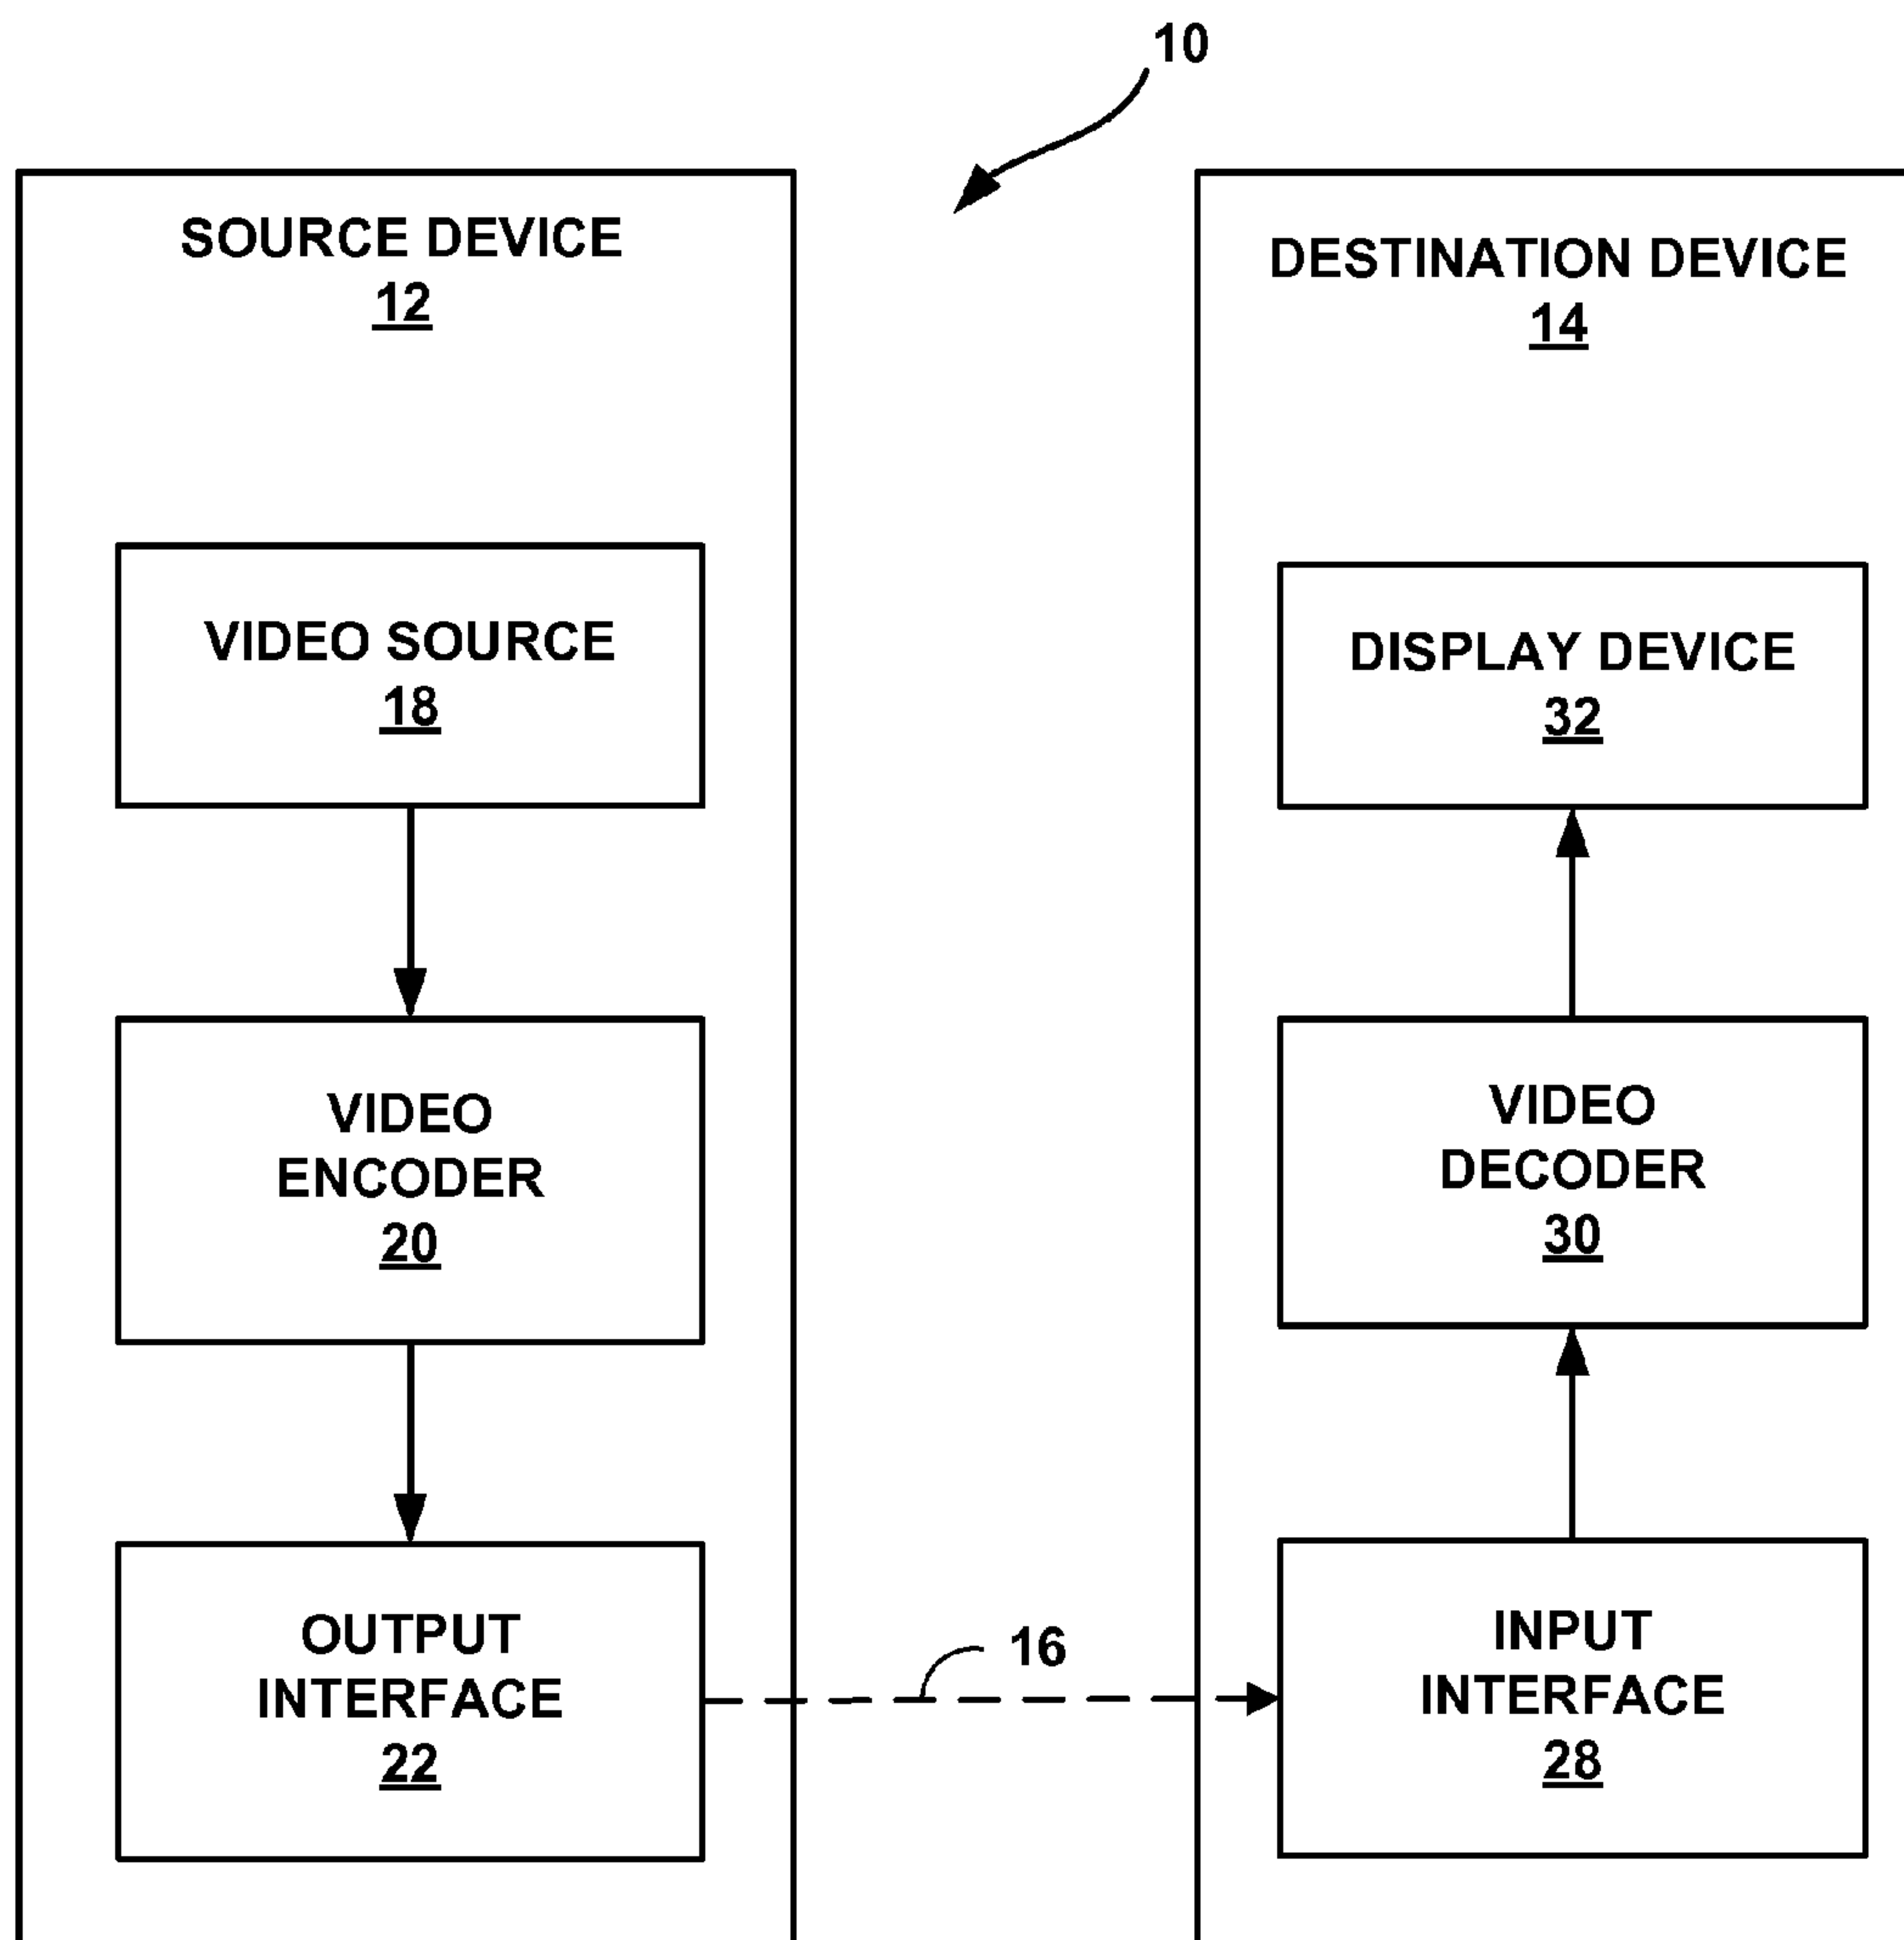 10
SOURCE DEVICE
12
VIDEO SOURCE
18
VIDEO
ENCODER
20
OUTPUT
INTERFACE
22
16
DESTINATION DEVICE
14
DISPLAY DEVICE
32
VIDEO
DECODER
30
INPUT
INTERFACE
28